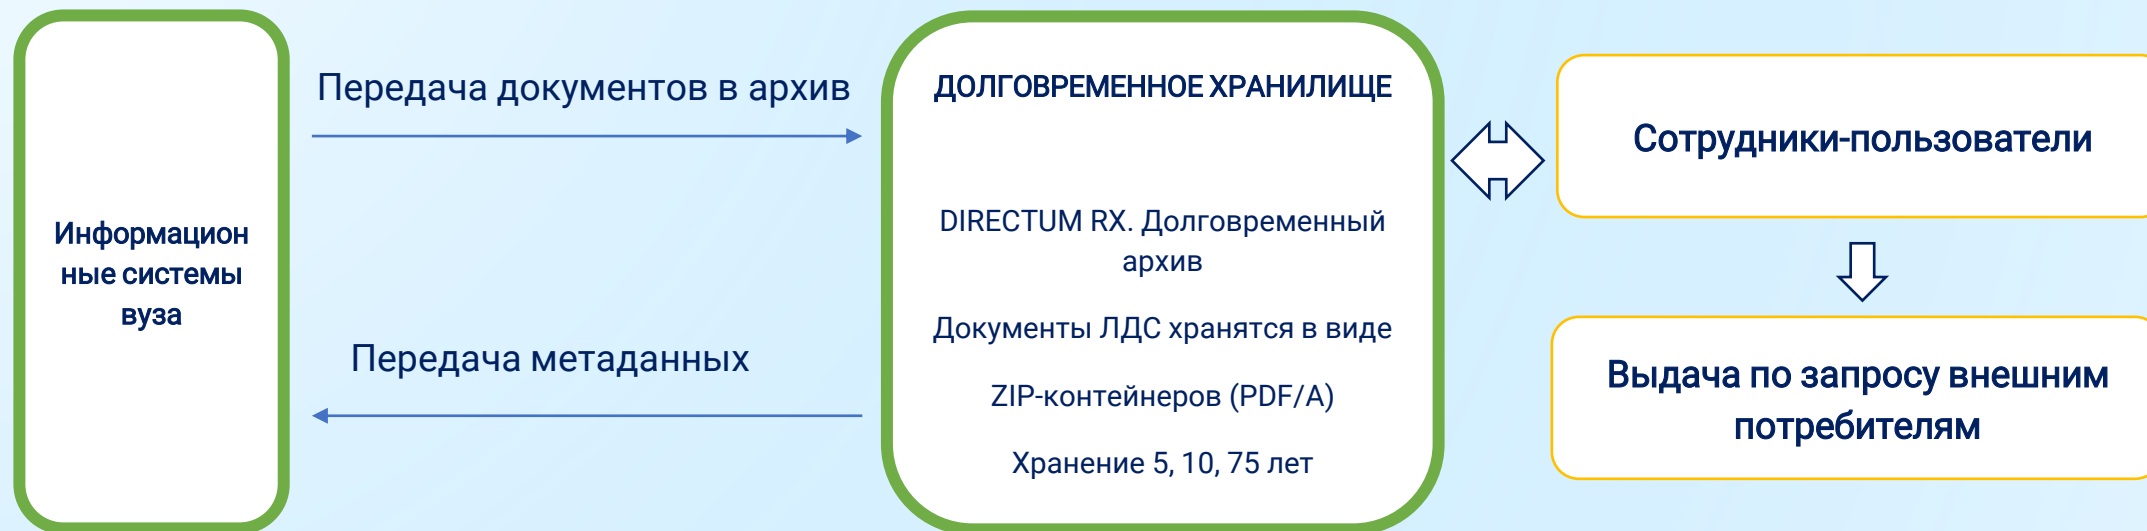 Информацион
ные системы
вуза
Передача документов в архив
Передача метаданных
ДОЛГОВРЕМЕННОЕ ХРАНИЛИЩЕ
DIRECTUM RX. Долговременный
архив
Документы ЛДС хранятся в виде
ZIP-контейнеров (PDF/A)
Хранение 5, 10, 75 лет
Сотрудники-пользователи
Выдача по запросу внешним
потребителям